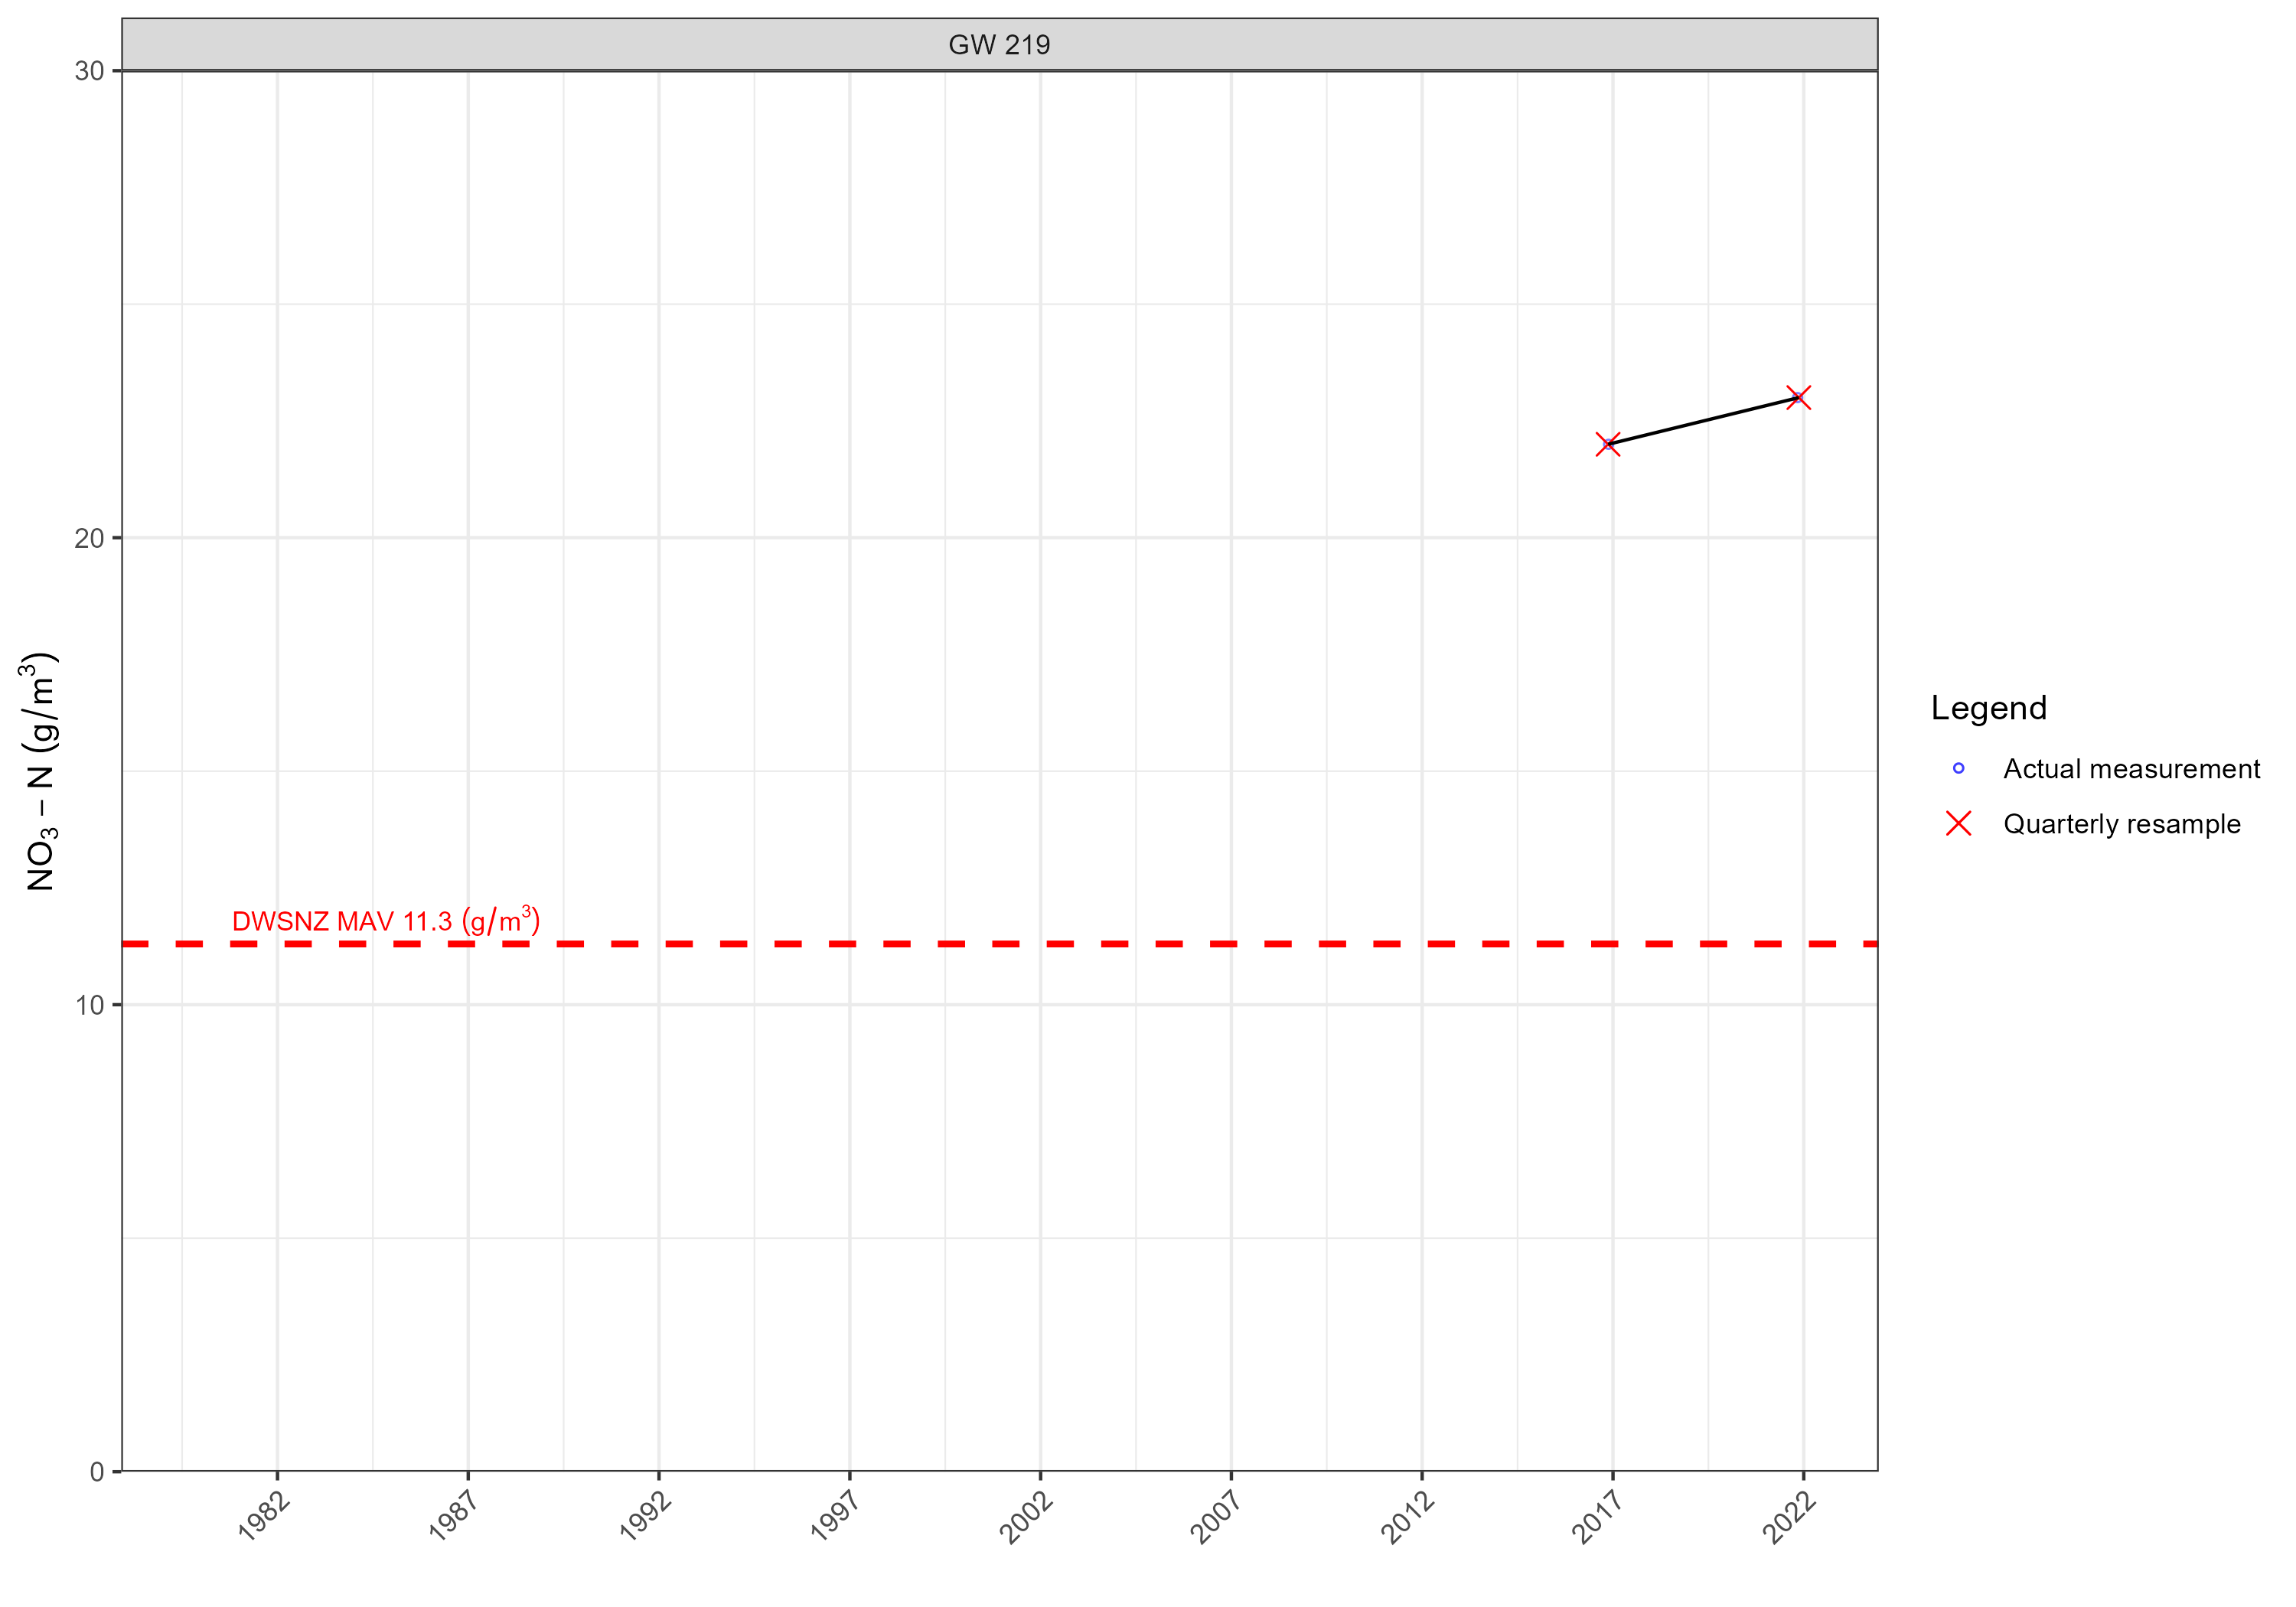 GW 219
30
20
10
0
NO₃ – N (g/m³)
DWSNZ MAV 11.3 (g/m³)
1982
1987
1992
1997
2002
2007
2012
2017
2022
Legend
Actual measurement
Quarterly resample